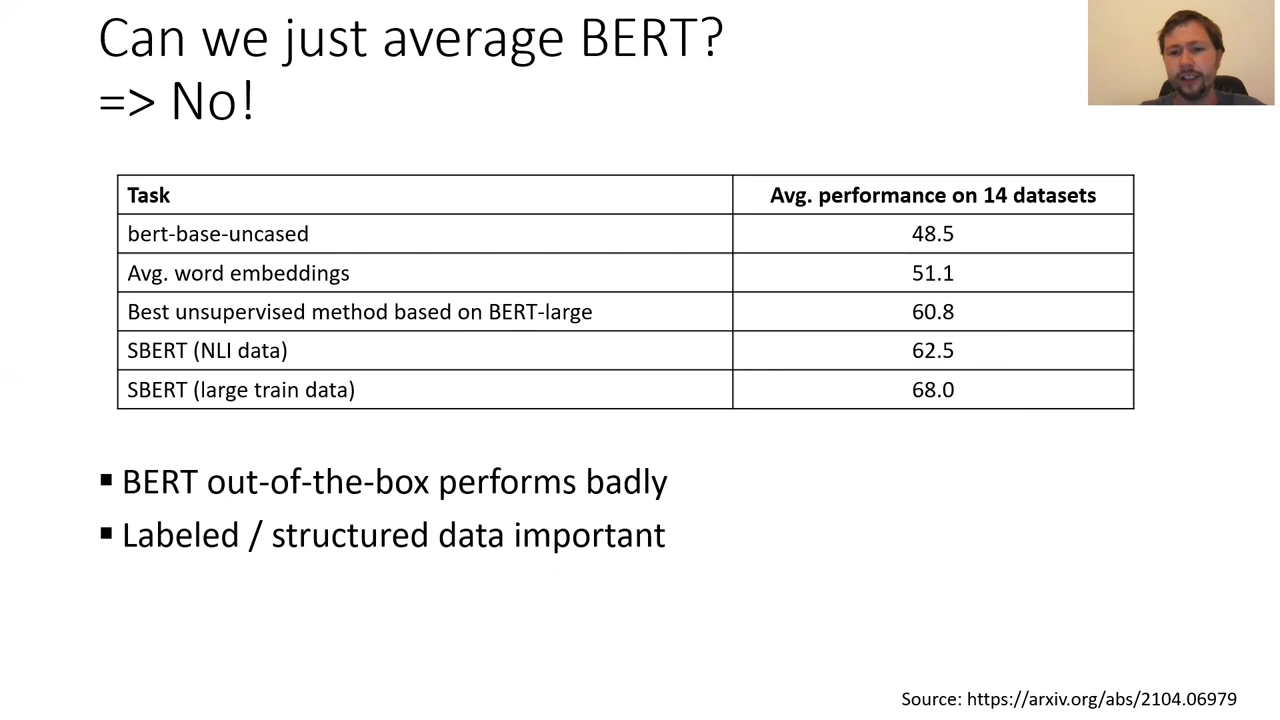 Can we just average BERT?
=> No!
Task Avg. performance on 14 datasets
bert-base-uncased 48.5
Avg. word embeddings 51.1
Best unsupervised method based on BERT-large 60.8
SBERT (NLI data) 62.5
SBERT (large train data) 68.0
▪ BERT out-of-the-box performs badly
▪ Labeled / structured data important
Source: https://arxiv.org/abs/2104.06979